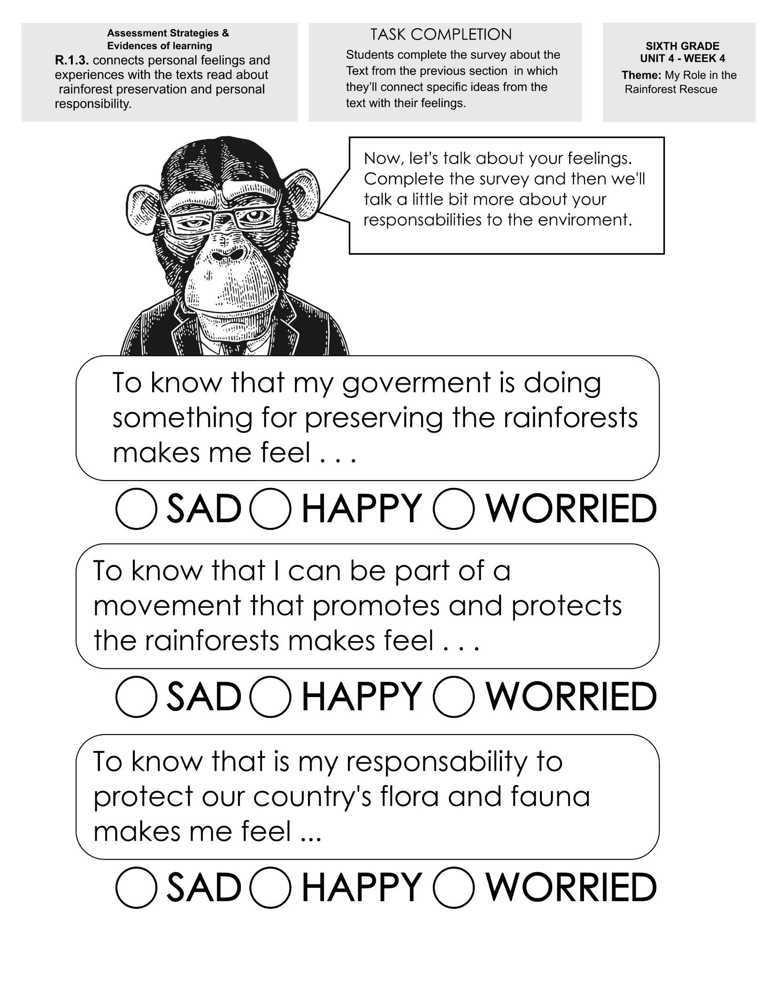 Assessment Strategies &
Evidences of learning
R.1.3. connects personal feelings and
experiences with the texts read about
rainforest preservation and personal
responsibility.
TASK COMPLETION
Students complete the survey about the
Text from the previous section in which
they’ll connect specific ideas from the
text with their feelings.
SIXTH GRADE
UNIT 4 - WEEK 4
Theme: My Role in the
Rainforest Rescue
Now, let's talk about your feelings.
Complete the survey and then we'll
talk a little bit more about your
responsabilities to the enviroment.
To know that my goverment is doing
something for preserving the rainforests
makes me feel . . .
SAD HAPPY WORRIED
To know that I can be part of a
movement that promotes and protects
the rainforests makes feel . . .
SAD HAPPY WORRIED
To know that is my responsability to
protect our country's flora and fauna
makes me feel ...
SAD HAPPY WORRIED